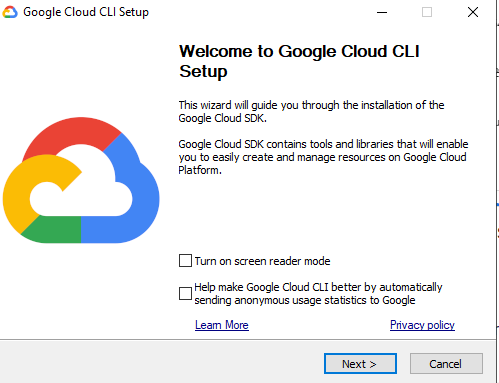 Google Cloud CLI Setup
Welcome to Google Cloud CLI
Setup
This wizard will guide you through the installation of the
Google Cloud SDK.
Google Cloud SDK contains tools and libraries that will enable
you to easily create and manage resources on Google Cloud
Platform.
Turn on screen reader mode
Help make Google Cloud CLI better by automatically
sending anonymous usage statistics to Google
Learn More Privacy policy
Next > Cancel